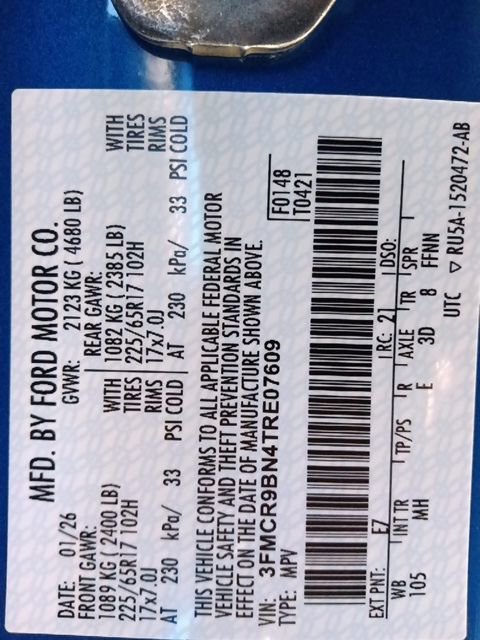 MFD. BY FORD MOTOR CO.
DATE: 01/26 GVWR: 2123 KG ( 4680 LB)
FRONT GAWR: REAR GAWR:
1089 KG ( 2400 LB) WITH 1082 KG ( 2385 LB) WITH
225/65R17 102H TIRES 225/65R17 102H TIRES
17x7.0J RIMS 17x7.0J RIMS
AT 230 kPa/ 33 PSI COLD AT 230 kPa/ 33 PSI COLD
THIS VEHICLE CONFORMS TO ALL APPLICABLE FEDERAL MOTOR
VEHICLE SAFETY AND THEFT PREVENTION STANDARDS IN
EFFECT ON THE DATE OF MANUFACTURE SHOWN ABOVE.
VIN: 3FMCR9BN4TRE07609 F0148
TYPE: MPV T0421
EXT PNT: E7 RC: 21 DSO:
WB INT TR TP/PS R AXLE TR SPR
105 MH E 3D 8 FFNN
UTC ▽ RU5A-1520472-AB